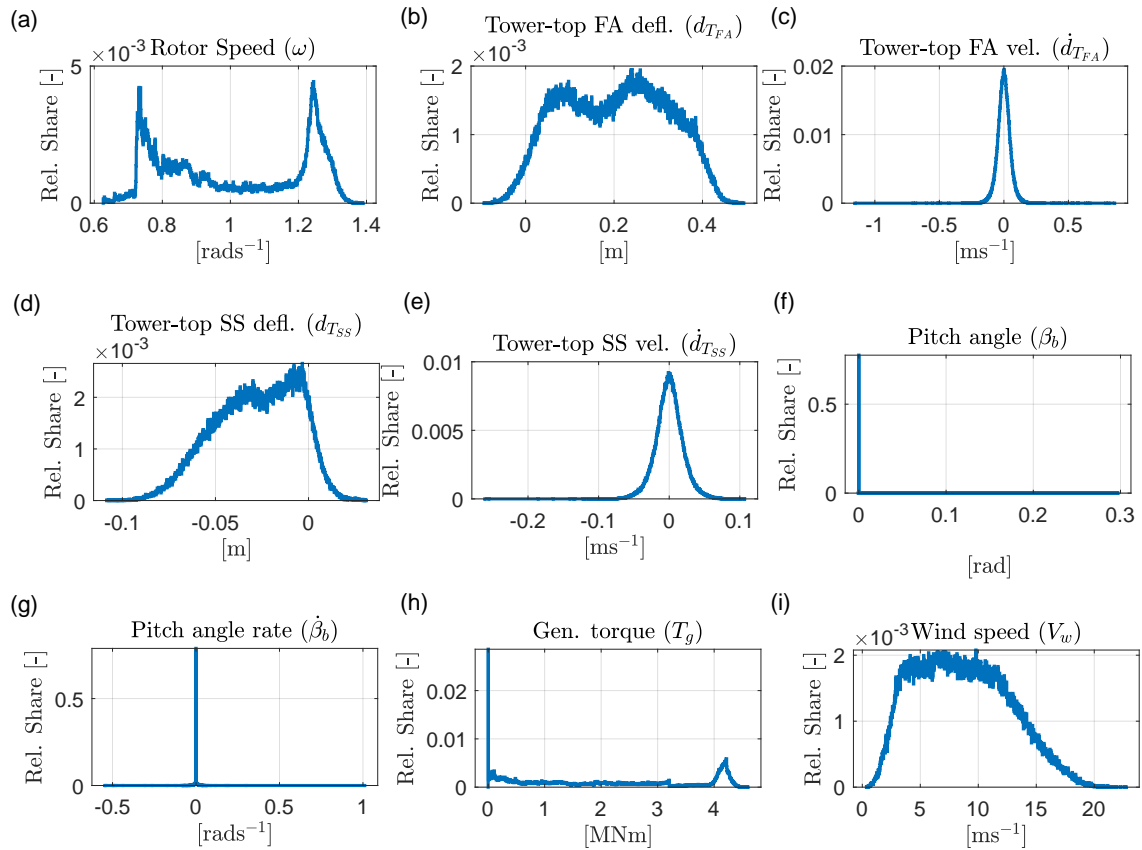 (a)
Rotor Speed (ω)
×10⁻³
Rel. Share [-]
5
0
0.6 0.8 1 1.2 1.4
[rads⁻¹]
(b)
Tower-top FA defl. (d_{T_{FA}})
×10⁻³
Rel. Share [-]
2
1
0
0 0.2 0.4
[m]
(c)
Tower-top FA vel. (ḋ_{T_{FA}})
Rel. Share [-]
0.02
0.01
0
-1 -0.5 0 0.5
[ms⁻¹]
(d)
Tower-top SS defl. (d_{T_{SS}})
×10⁻³
Rel. Share [-]
2
1
0
-0.1 -0.05 0
[m]
(e)
Tower-top SS vel. (ḋ_{T_{SS}})
Rel. Share [-]
0.01
0.005
0
-0.2 -0.1 0 0.1
[ms⁻¹]
(f)
Pitch angle (β_b)
Rel. Share [-]
0.5
0
0 0.1 0.2 0.3
[rad]
(g)
Pitch angle rate (β̇_b)
Rel. Share [-]
0.5
0
-0.5 0 0.5 1
[rads⁻¹]
(h)
Gen. torque (T_g)
Rel. Share [-]
0.02
0.01
0
0 1 2 3 4
[MNm]
(i)
Wind speed (V_w)
×10⁻³
Rel. Share [-]
2
1
0
0 5 10 15 20
[ms⁻¹]